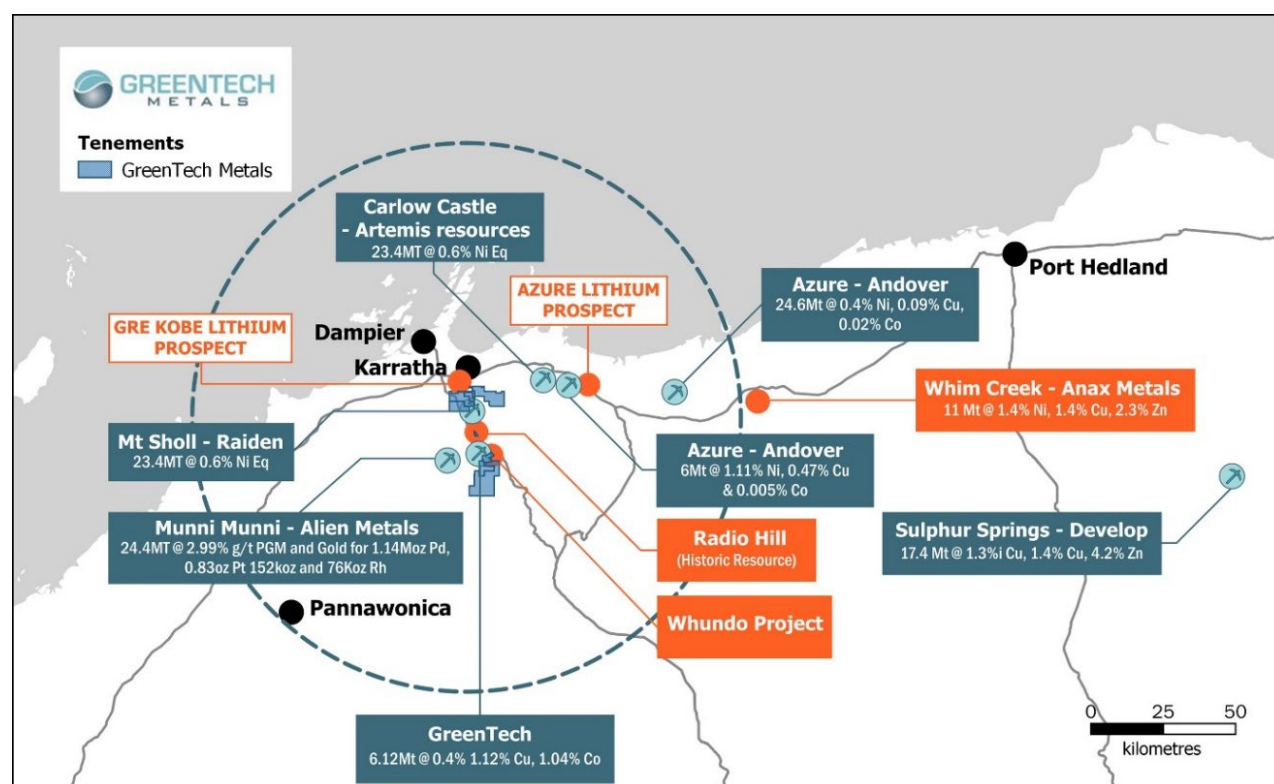 GREENTECH
METALS
Tenements
GreenTech Metals
Carlow Castle
- Artemis resources
23.4MT @ 0.6% Ni Eq
AZURE LITHIUM
PROSPECT
Azure - Andover
24.6Mt @ 0.4% Ni, 0.09% Cu,
0.02% Co
Port Hedland
GRE KOBE LITHIUM
PROSPECT
Dampier
Karratha
Whim Creek - Anax Metals
11 Mt @ 1.4% Ni, 1.4% Cu, 2.3% Zn
Mt Sholl - Raiden
23.4MT @ 0.6% Ni Eq
Azure - Andover
6Mt @ 1.11% Ni, 0.47% Cu
& 0.005% Co
Munni Munni - Alien Metals
24.4MT @ 2.99% g/t PGM and Gold for 1.14Moz Pd,
0.83oz Pt 152koz and 76Koz Rh
Radio Hill
(Historic Resource)
Sulphur Springs - Develop
17.4 Mt @ 1.3%i Cu, 1.4% Cu, 4.2% Zn
Pannawonica
Whundo Project
GreenTech
6.12Mt @ 0.4% 1.12% Cu, 1.04% Co
0 25 50
kilometres